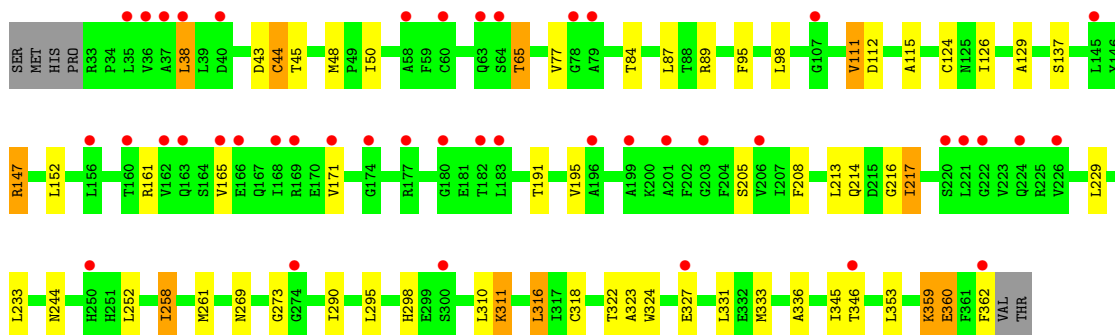 SER MET HIS PRO R33 P34 L35 V36 A37 L38 L39 D40 D43 C44 T45 M48 P49 I50 A58 F59 C60 Q63 S64 T65 V77 G78 A79 T84 L87 T88 R89 F95 L98 G107 V111 D112 A115 C124 N125 I126 A129 S137 L145 Y146
R147 L152 L156 T160 R161 V162 Q163 S164 V165 E166 Q167 I168 R169 E170 V171 G174 R177 G180 E181 T182 L183 T191 V195 A196 A199 K200 A201 F202 G203 F204 S205 V206 I207 F208 L213 Q214 D215 G216 I217 S220 L221 G222 V223 Q224 R225 V226 L229
L233 N244 H250 H251 L252 I258 M261 N269 G273 G274 I290 L295 H298 E299 S300 L310 K311 L316 I317 C318 T322 A323 W324 E327 L331 E332 M333 A336 I345 T346 L353 K359 E360 F361 F362 VAL THR